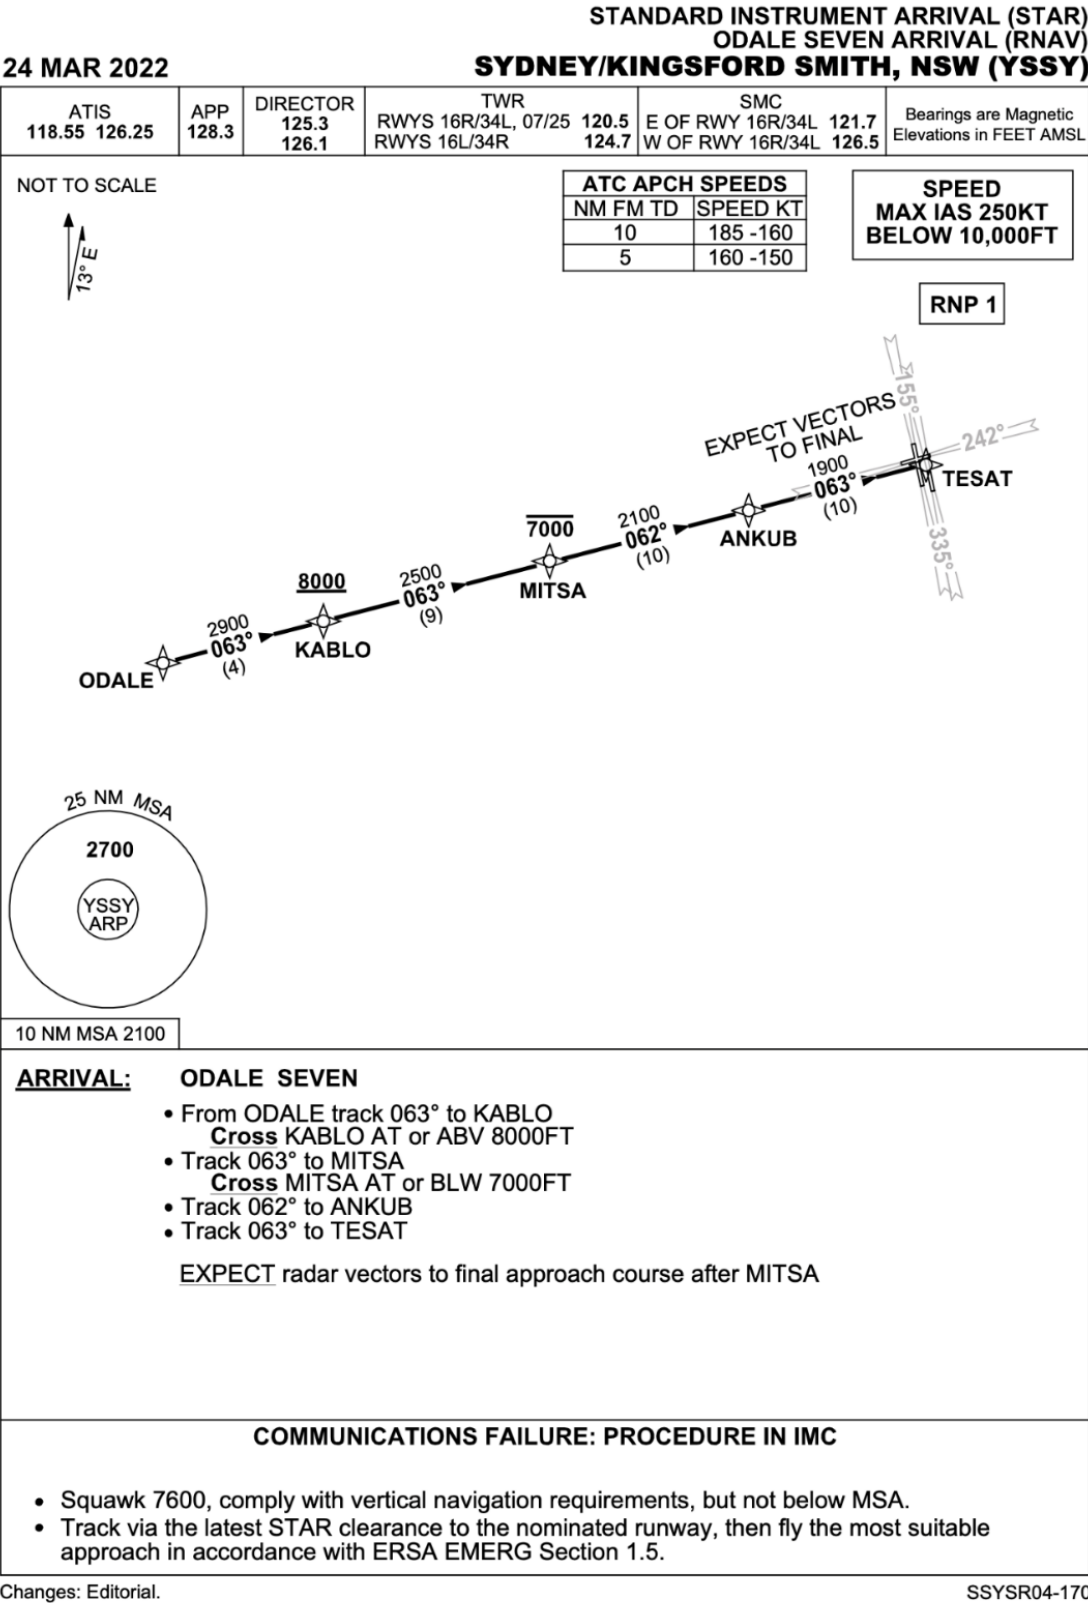 STANDARD INSTRUMENT ARRIVAL (STAR)
ODALE SEVEN ARRIVAL (RNAV)
24 MAR 2022
SYDNEY/KINGSFORD SMITH, NSW (YSSY)
ATIS
118.55 126.25
APP
128.3
DIRECTOR
125.3
126.1
TWR
RWYS 16R/34L, 07/25 120.5
RWYS 16L/34R 124.7
SMC
E OF RWY 16R/34L 121.7
W OF RWY 16R/34L 126.5
Bearings are Magnetic
Elevations in FEET AMSL
NOT TO SCALE
13° E
ATC APCH SPEEDS
NM FM TD SPEED KT
10 185 -160
5 160 -150
SPEED
MAX IAS 250KT
BELOW 10,000FT
RNP 1
155°
242°
335°
EXPECT VECTORS
TO FINAL
1900
063°
(10)
TESAT
2100
062°
(10)
ANKUB
7000
MITSA
2500
063°
(9)
8000
KABLO
2900
063°
(4)
ODALE
25 NM MSA
2700
YSSY
ARP
10 NM MSA 2100
ARRIVAL: ODALE SEVEN
• From ODALE track 063° to KABLO
Cross KABLO AT or ABV 8000FT
• Track 063° to MITSA
Cross MITSA AT or BLW 7000FT
• Track 062° to ANKUB
• Track 063° to TESAT
EXPECT radar vectors to final approach course after MITSA
COMMUNICATIONS FAILURE: PROCEDURE IN IMC
• Squawk 7600, comply with vertical navigation requirements, but not below MSA.
• Track via the latest STAR clearance to the nominated runway, then fly the most suitable
approach in accordance with ERSA EMERG Section 1.5.
Changes: Editorial.
SSYSR04-170